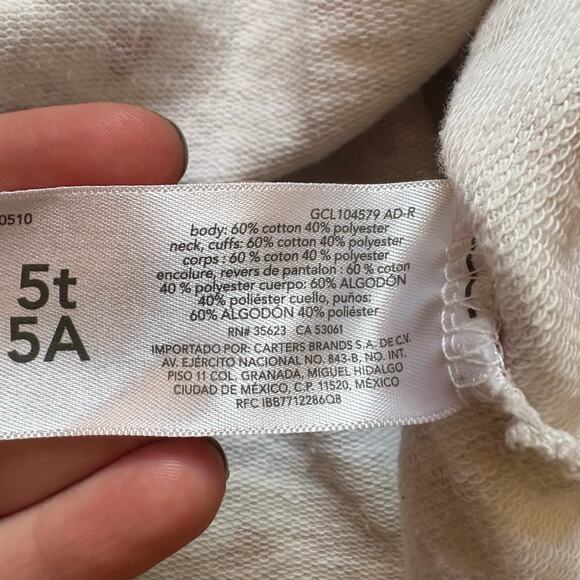 0510
5t
5A
GCL104579 AD-R
body: 60% cotton 40% polyester
neck, cuffs: 60% cotton 40% polyester
corps : 60 % cotton 40% polyester
encolure, revers de pantalon : 60 % coton
40 % polyester cuerpo: 60% ALGODÓN
40% poliéster cuello, puños:
60% ALGODÓN 40% poliéster
RN# 35623 CA 53061
IMPORTADO POR: CARTERS BRANDS S.A. DE C.V.
AV. EJÉRCITO NACIONAL NO. 843-B, NO. INT.
PISO 11 COL. GRANADA, MIGUEL HIDALGO
CIUDAD DE MÉXICO, C.P. 11520, MÉXICO
RFC IBB7712286Q8